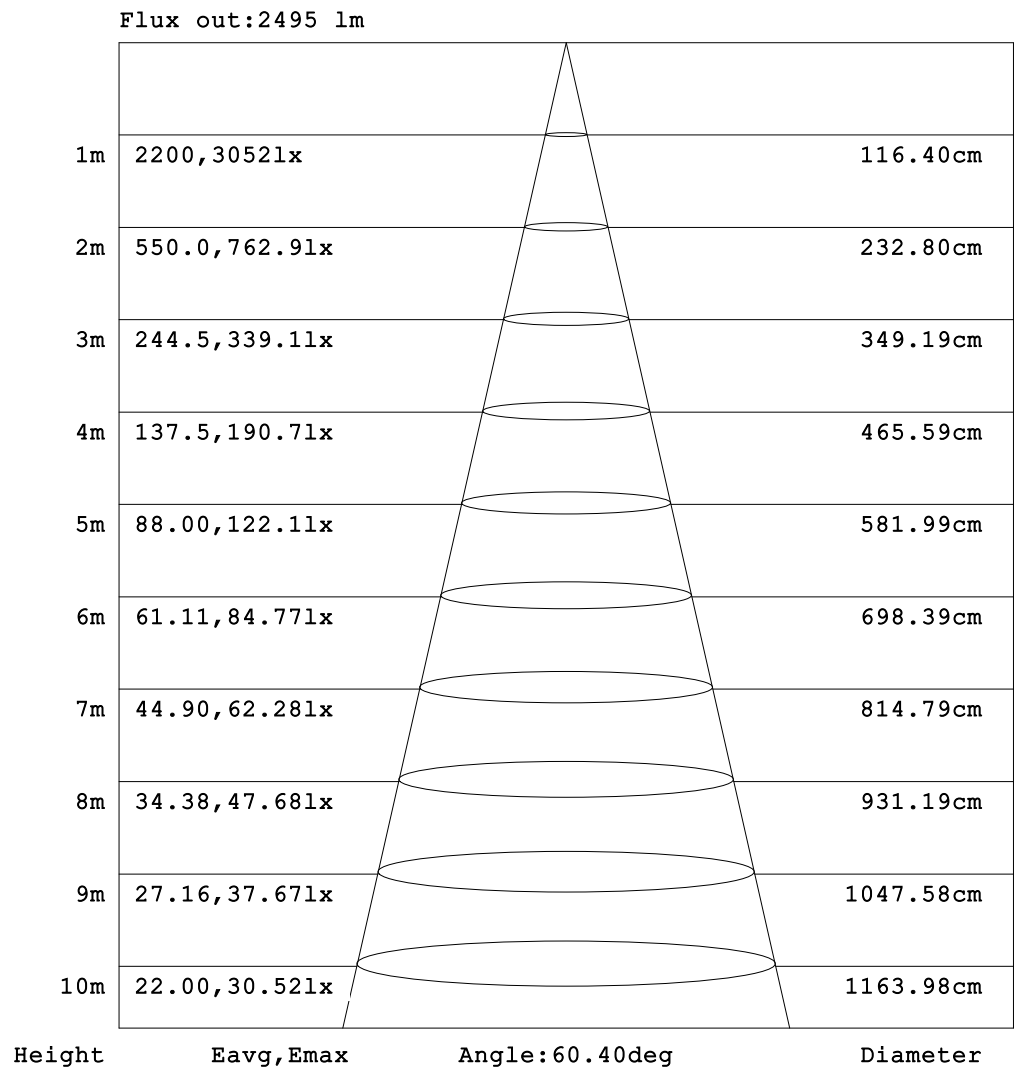 Flux out:2495 lm
1m 2200,3052lx 116.40cm
2m 550.0,762.9lx 232.80cm
3m 244.5,339.1lx 349.19cm
4m 137.5,190.7lx 465.59cm
5m 88.00,122.1lx 581.99cm
6m 61.11,84.77lx 698.39cm
7m 44.90,62.28lx 814.79cm
8m 34.38,47.68lx 931.19cm
9m 27.16,37.67lx 1047.58cm
10m 22.00,30.52lx 1163.98cm
Height Eavg,Emax Angle:60.40deg Diameter